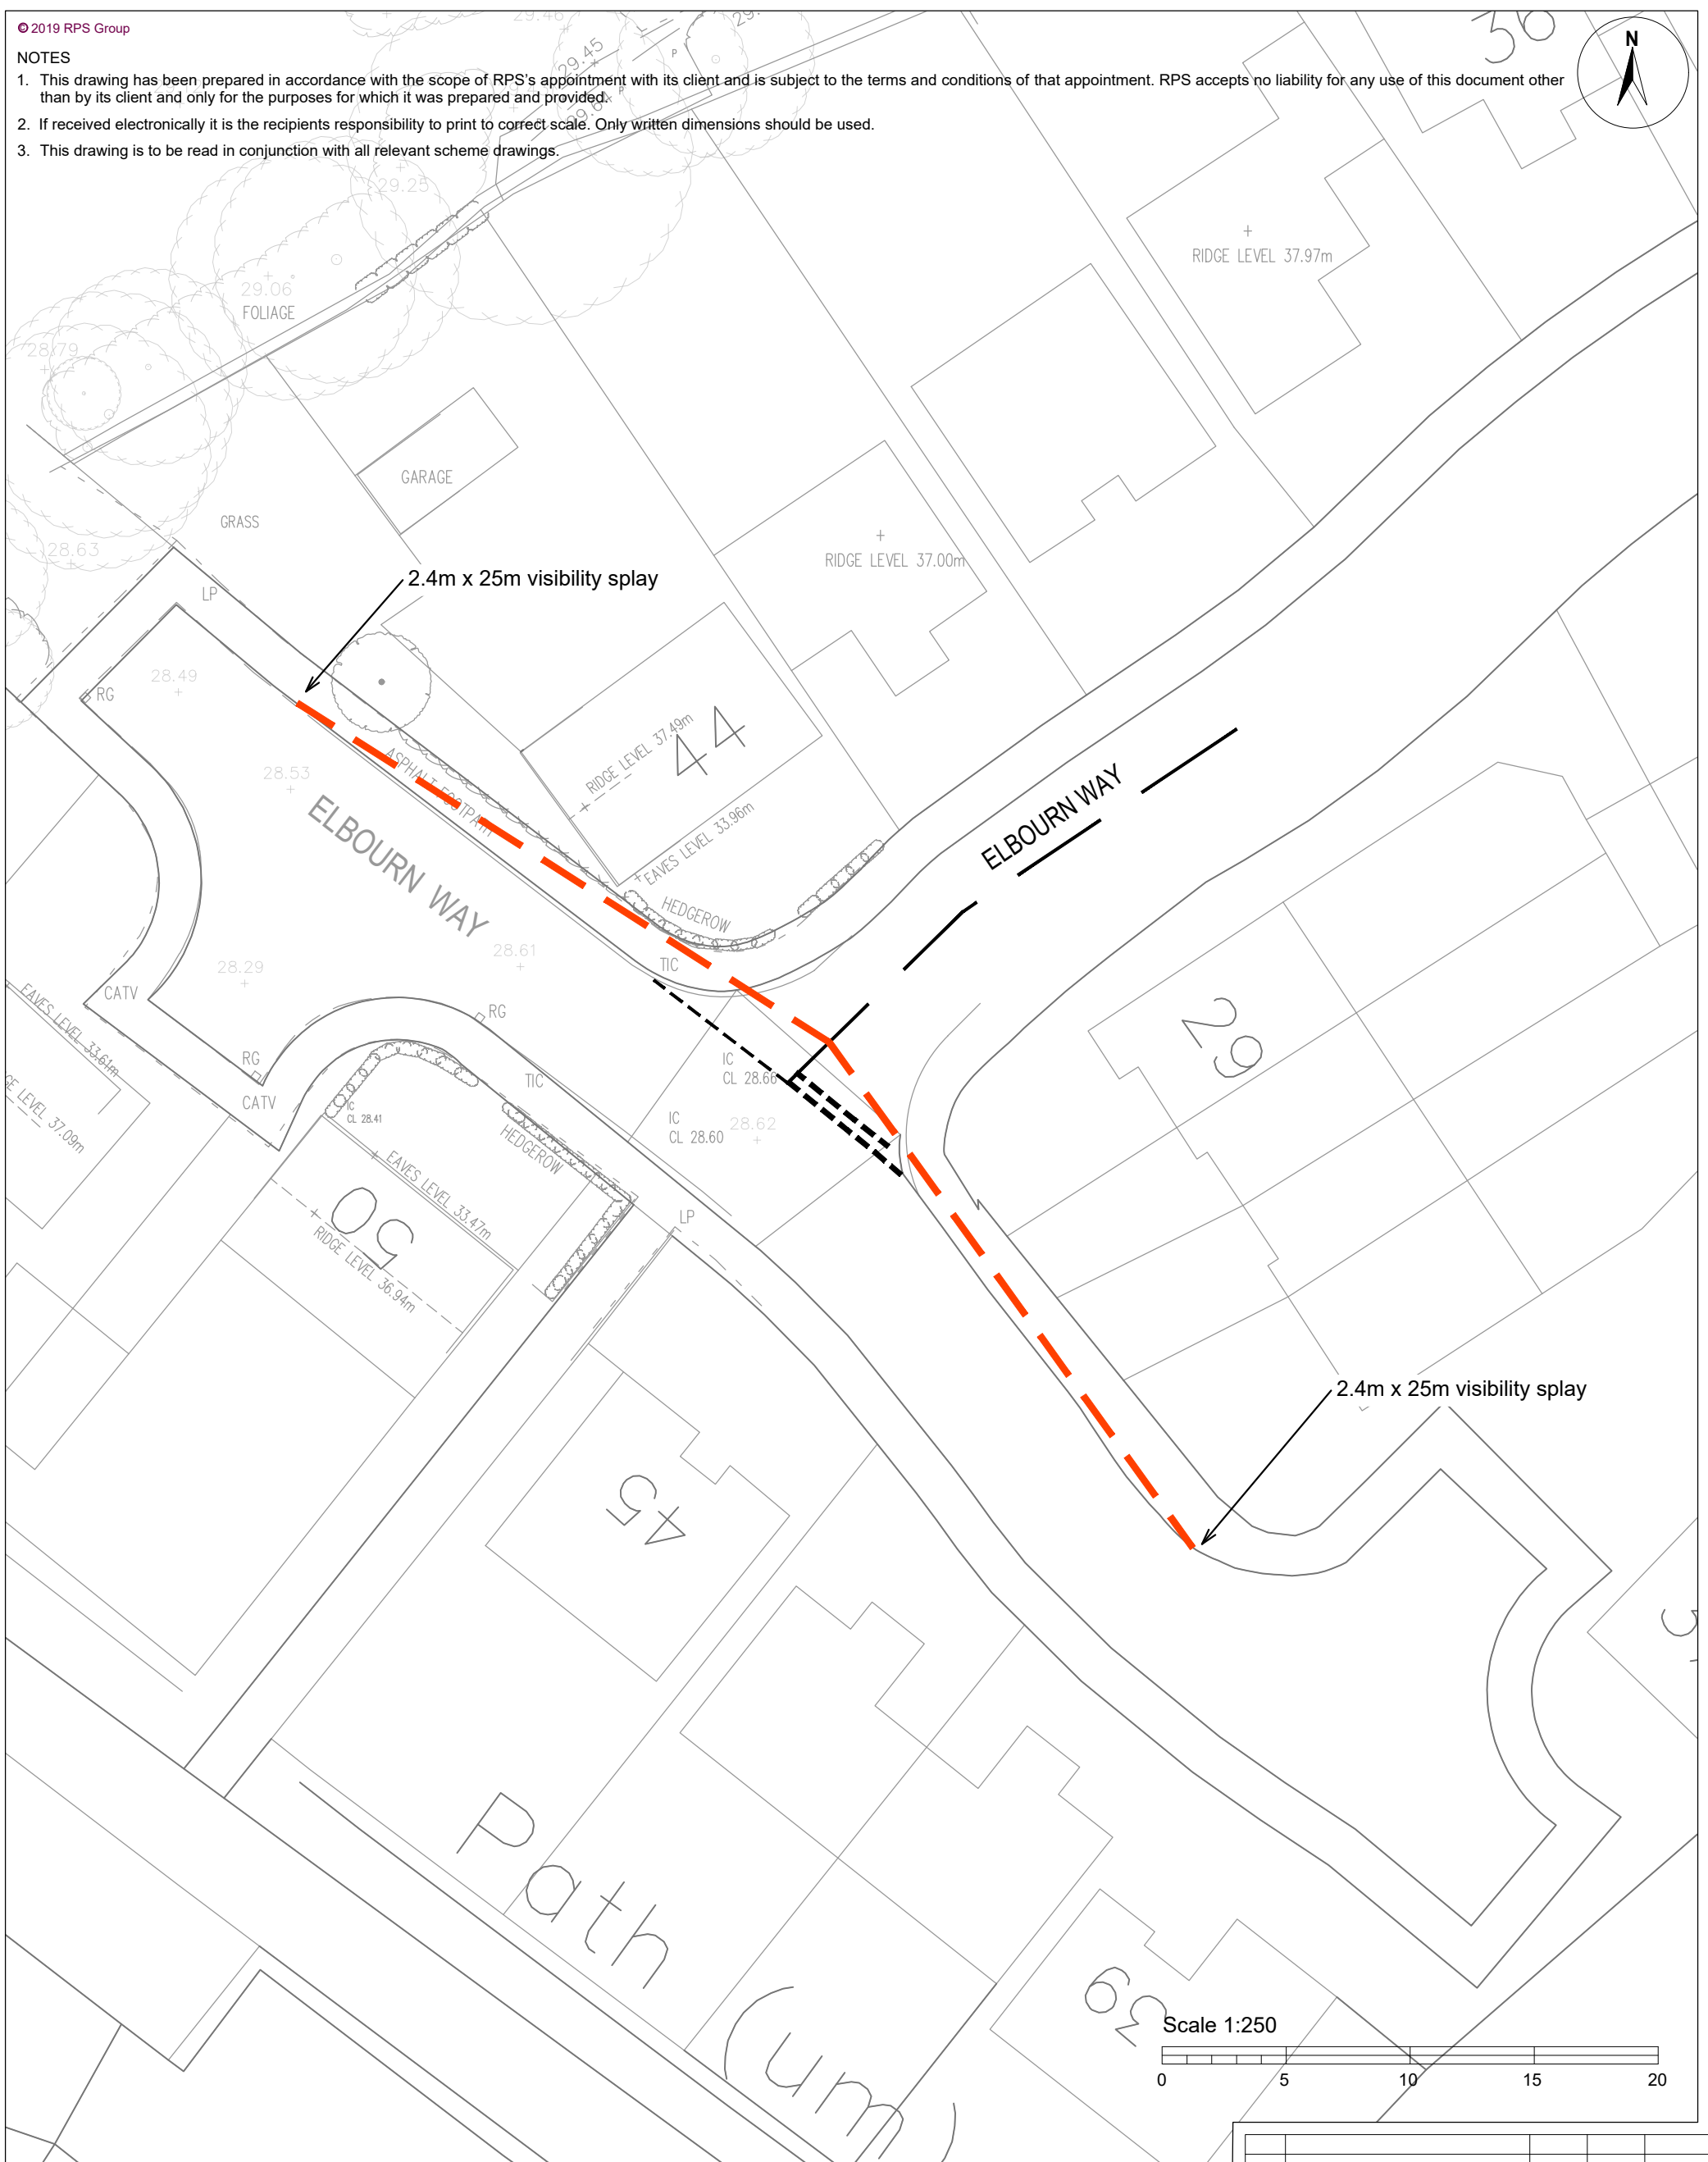 © 2019 RPS Group
NOTES
1. This drawing has been prepared in accordance with the scope of RPS's appointment with its client and is subject to the terms and conditions of that appointment. RPS accepts no liability for any use of this document other
than by its client and only for the purposes for which it was prepared and provided.
2. If received electronically it is the recipients responsibility to print to correct scale. Only written dimensions should be used.
3. This drawing is to be read in conjunction with all relevant scheme drawings.
N
36
29.46
29.45
P
P
29.25
RIDGE LEVEL 37.97m
29.06
FOLIAGE
28.79
GARAGE
GRASS
28.63
RIDGE LEVEL 37.00m
2.4m x 25m visibility splay
LP
28.49
RG
RIDGE LEVEL 37.49m
44
ASPHALT FOOTPATH
28.53
ELBOURN WAY
ELBOURN WAY
EAVES LEVEL 33.96m
HEDGEROW
28.61
TIC
28.29
CATV
EAVES LEVEL 33.61m
RG
29
RG
IC
CL 28.66
TIC
CATV
IC
CL 28.41
IC
CL 28.60
28.62
GE LEVEL 37.09m
HEDGEROW
EAVES LEVEL 33.47m
50
LP
RIDGE LEVEL 36.94m
2.4m x 25m visibility splay
45
Path (um)
39
Scale 1:250
0 5 10 15 20